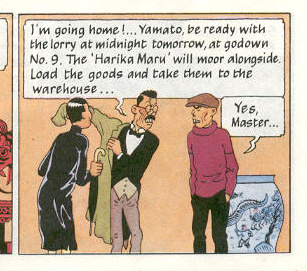 I'm going home!... Yamato, be ready with
the lorry at midnight tomorrow, at godown
No. 9. The 'Harika Maru' will moor alongside.
Load the goods and take them to the
warehouse...
Yes,
Master...